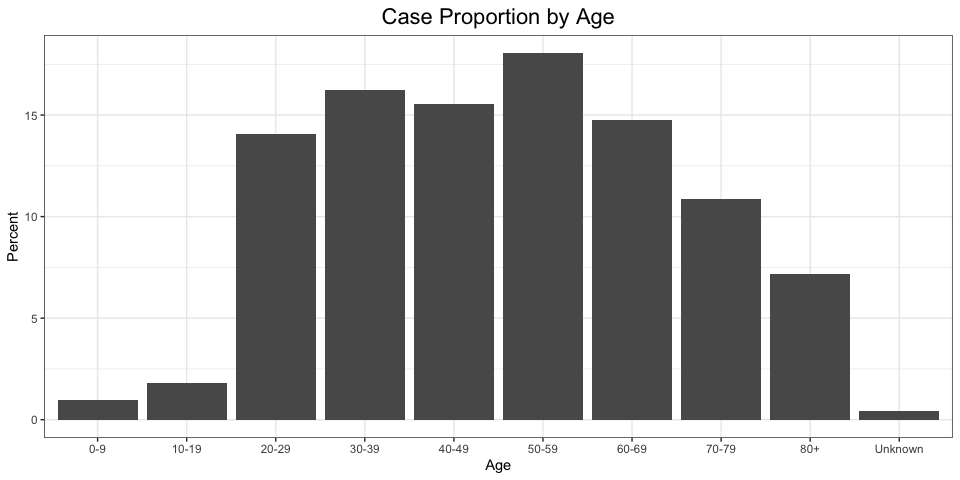 Case Proportion by Age
Percent
15
10
5
0
0-9 10-19 20-29 30-39 40-49 50-59 60-69 70-79 80+ Unknown
Age